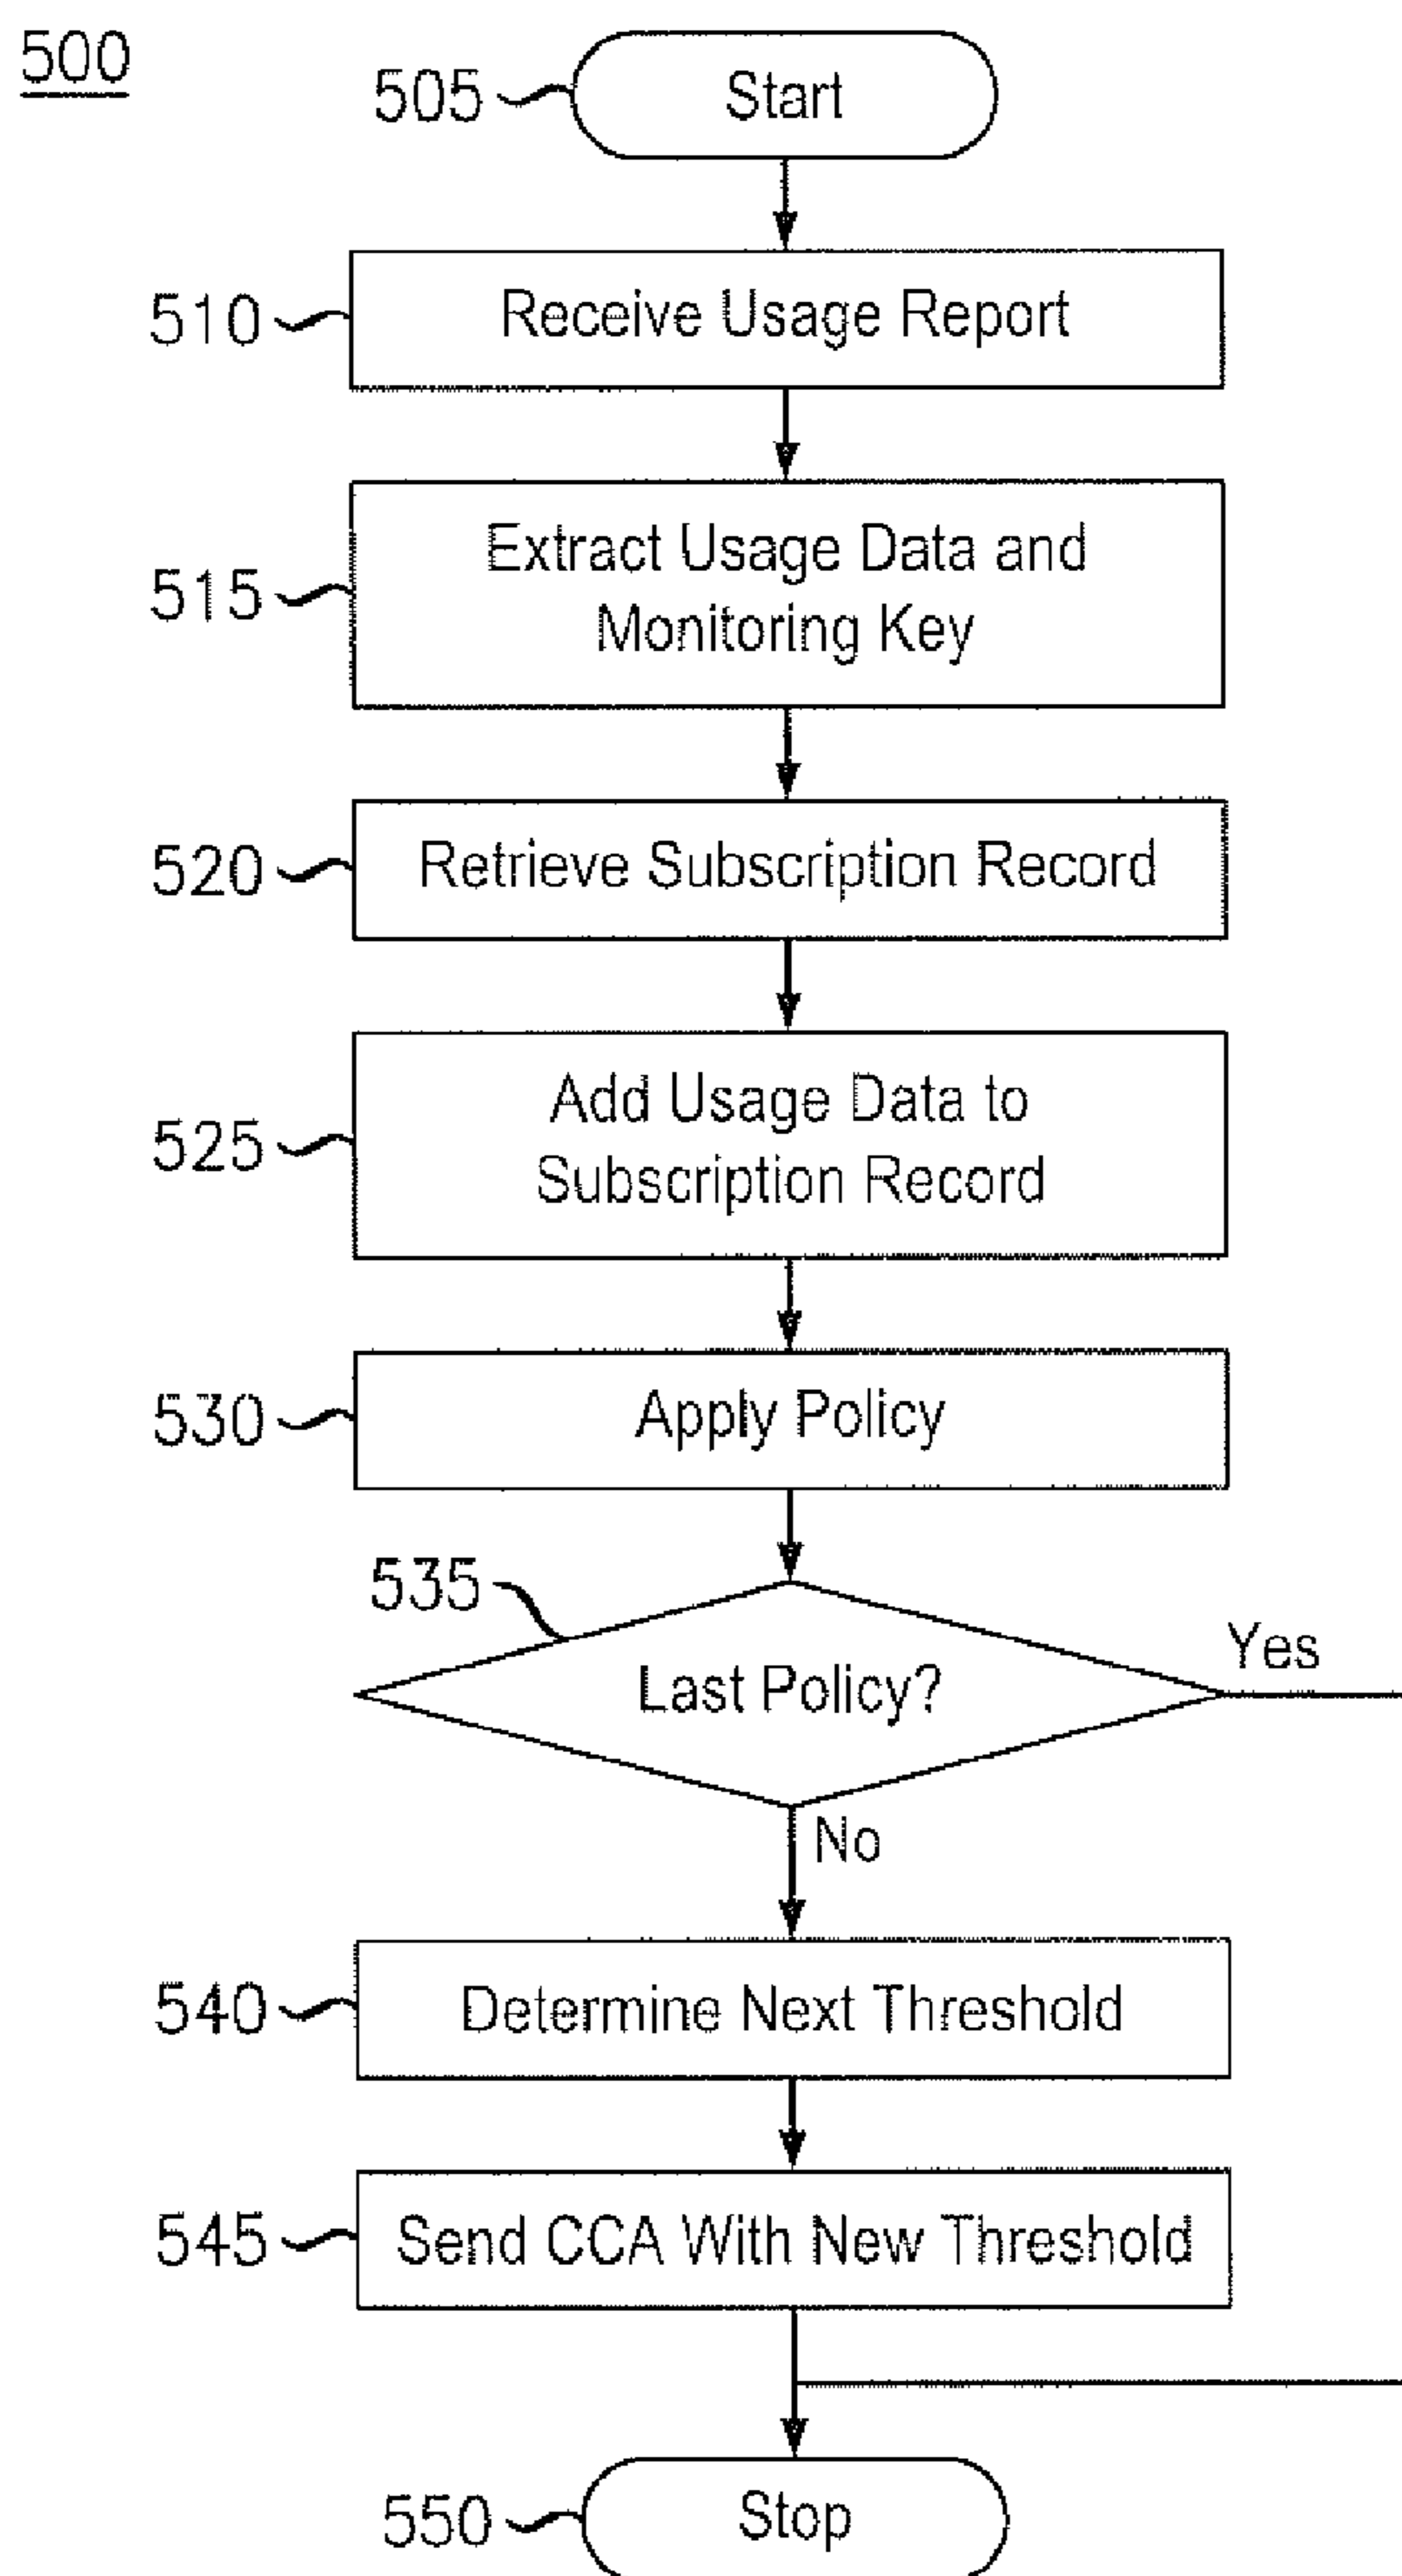 500
505
Start
510
Receive Usage Report
515
Extract Usage Data and
Monitoring Key
520
Retrieve Subscription Record
525
Add Usage Data to
Subscription Record
530
Apply Policy
535
Last Policy?
Yes
No
540
Determine Next Threshold
545
Send CCA With New Threshold
550
Stop